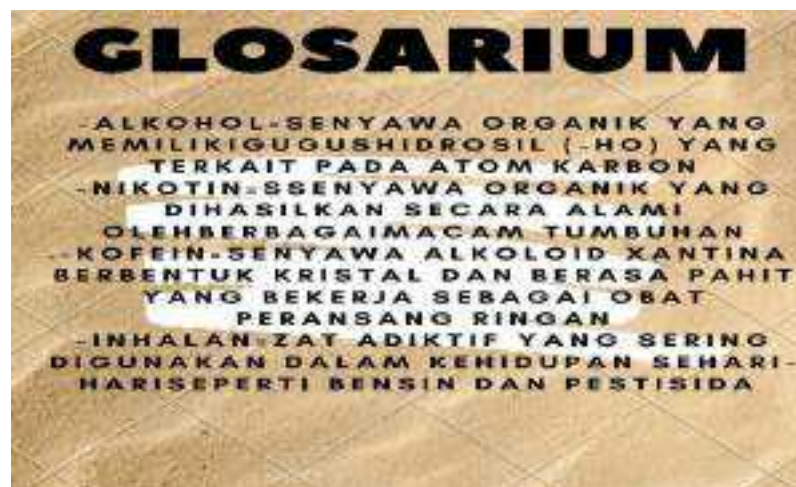 GLOSARIUM
-ALKOHOL=SENYAWA ORGANIK YANG
MEMILIKIGUGUSHIDROSIL (-HO) YANG
TERKAIT PADA ATOM KARBON
-NIKOTIN=SSENYAWA ORGANIK YANG
DIHASILKAN SECARA ALAMI
OLEHBERBAGAIMACAM TUMBUHAN
-KOFEIN=SENYAWA ALKOLOID XANTINA
BERBENTUK KRISTAL DAN BERASA PAHIT
YANG BEKERJA SEBAGAI OBAT
PERANSANG RINGAN
-INHALAN=ZAT ADIKTIF YANG SERING
DIGUNAKAN DALAM KEHIDUPAN SEHARI-
HARISEPERTI BENSIN DAN PESTISIDA